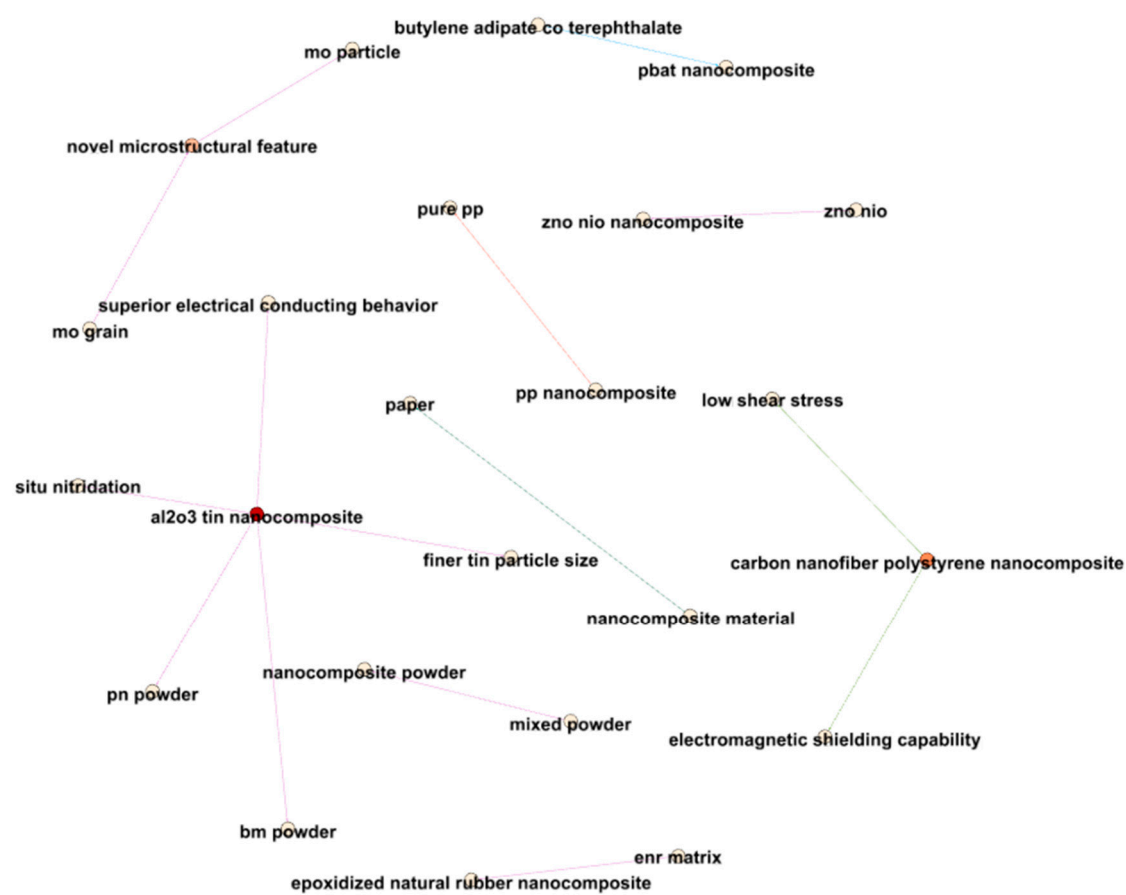 butylene adipate co terephthalate
mo particle
pbat nanocomposite
novel microstructural feature
pure pp
zno nio nanocomposite
zno nio
superior electrical conducting behavior
mo grain
pp nanocomposite
low shear stress
paper
situ nitridation
al2o3 tin nanocomposite
finer tin particle size
carbon nanofiber polystyrene nanocomposite
nanocomposite material
nanocomposite powder
pn powder
mixed powder
electromagnetic shielding capability
bm powder
enr matrix
epoxidized natural rubber nanocomposite